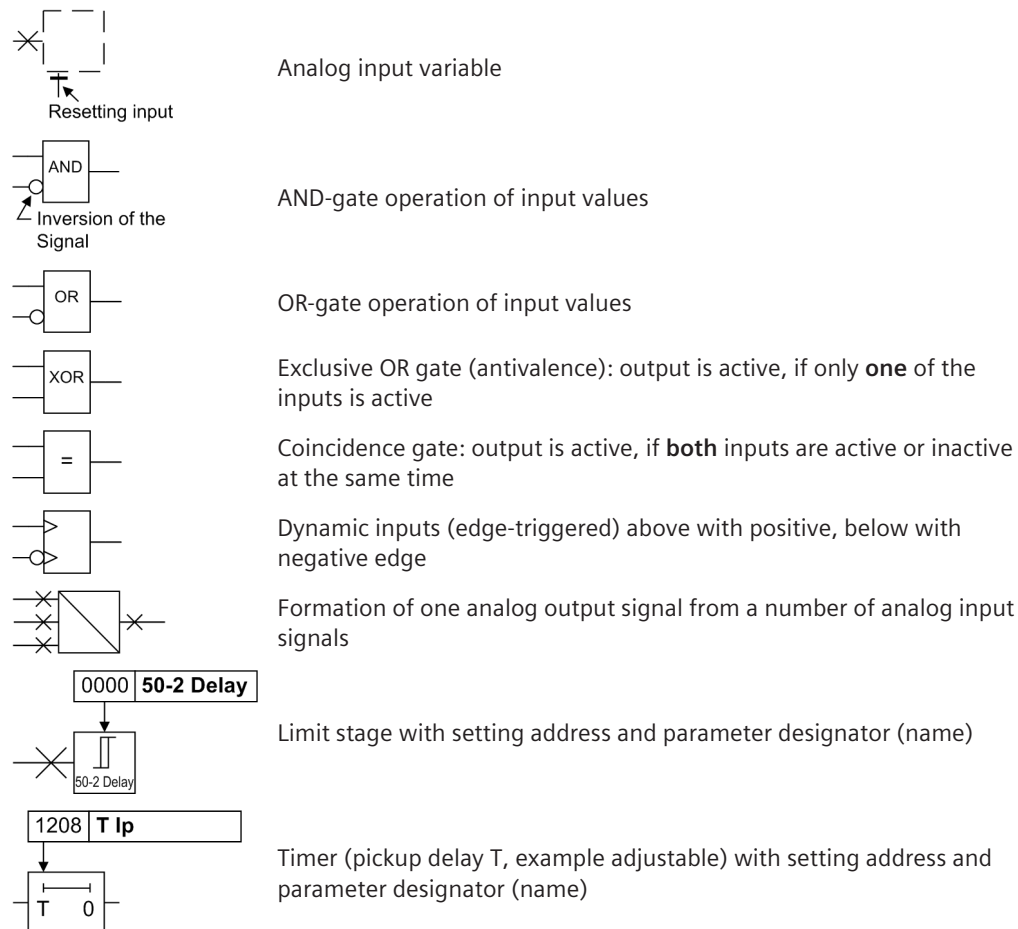 Analog input variable
Resetting input
AND
AND-gate operation of input values
Inversion of the
Signal
OR
OR-gate operation of input values
XOR
Exclusive OR gate (antivalence): output is active, if only one of the
inputs is active
=
Coincidence gate: output is active, if both inputs are active or inactive
at the same time
Dynamic inputs (edge-triggered) above with positive, below with
negative edge
Formation of one analog output signal from a number of analog input
signals
0000 50-2 Delay
50-2 Delay
Limit stage with setting address and parameter designator (name)
1208 T Ip
T 0
Timer (pickup delay T, example adjustable) with setting address and
parameter designator (name)